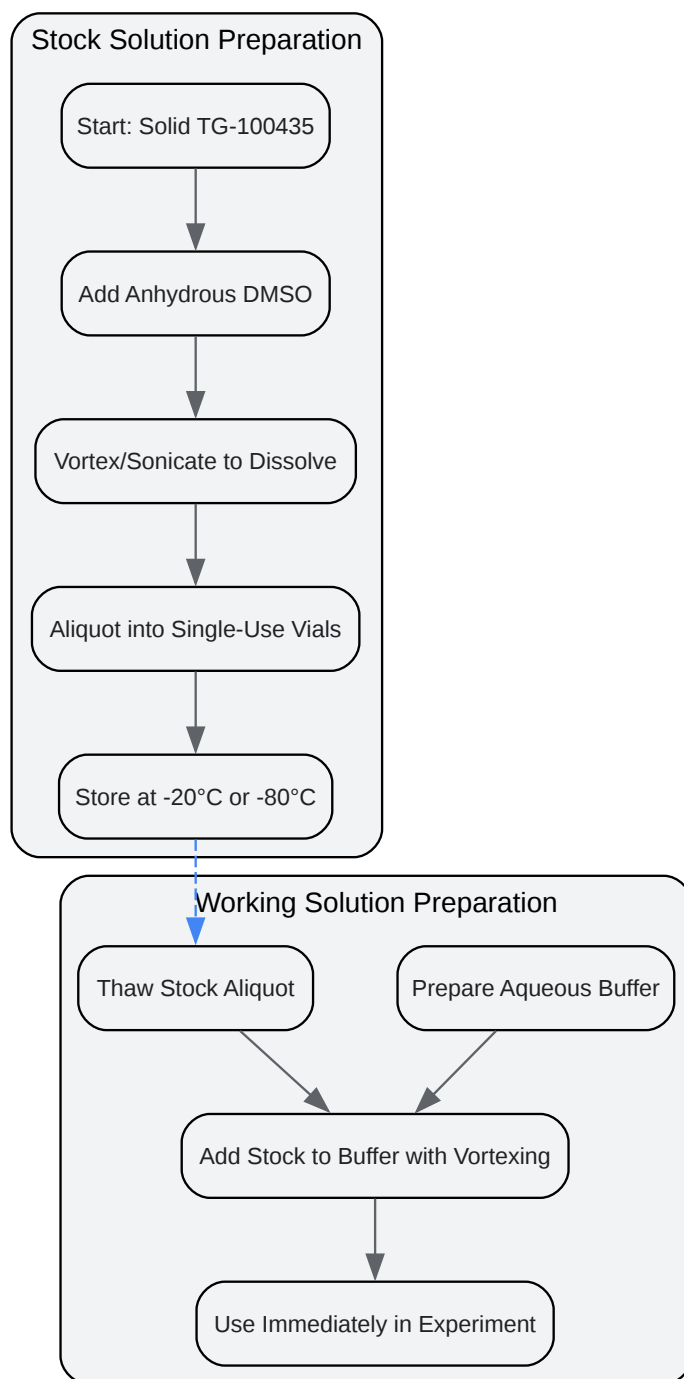 Stock Solution Preparation
Start: Solid TG-100435
Add Anhydrous DMSO
Vortex/Sonicate to Dissolve
Aliquot into Single-Use Vials
Store at -20°C or -80°C
Working Solution Preparation
Thaw Stock Aliquot
Prepare Aqueous Buffer
Add Stock to Buffer with Vortexing
Use Immediately in Experiment